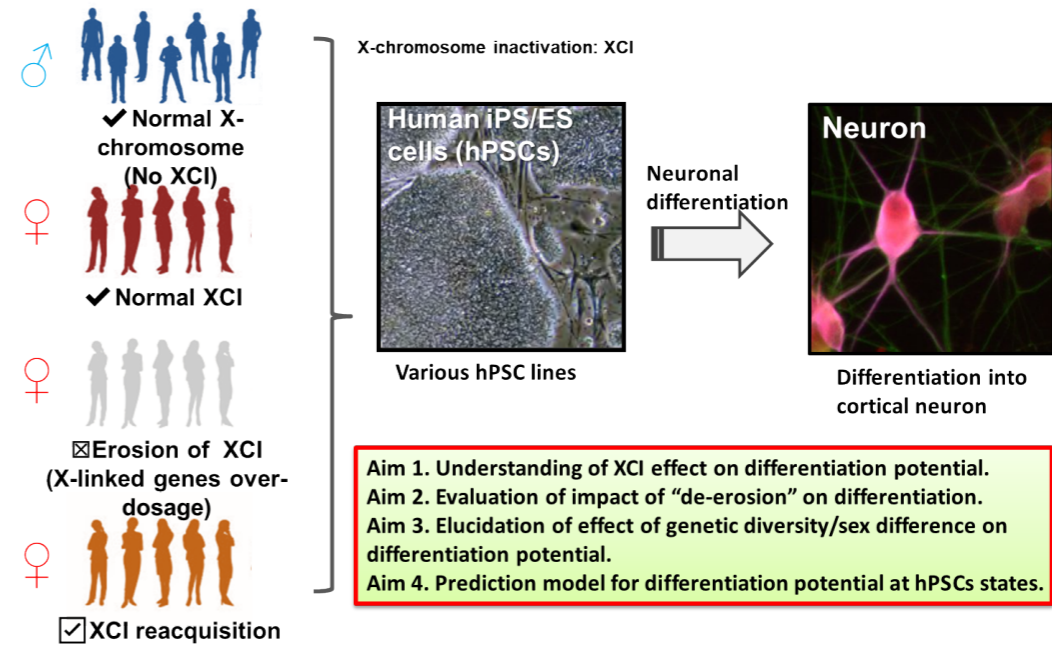 ♂
✔ Normal X-
chromosome
(No XCI)
♀
✔ Normal XCI
♀
☒Erosion of XCI
(X-linked genes over-
dosage)
♀
☑ XCI reacquisition
X-chromosome inactivation: XCI
Human iPS/ES
cells (hPSCs)
Various hPSC lines
Neuronal
differentiation
Neuron
Differentiation into
cortical neuron
Aim 1. Understanding of XCI effect on differentiation potential.
Aim 2. Evaluation of impact of “de-erosion” on differentiation.
Aim 3. Elucidation of effect of genetic diversity/sex difference on
differentiation potential.
Aim 4. Prediction model for differentiation potential at hPSCs states.